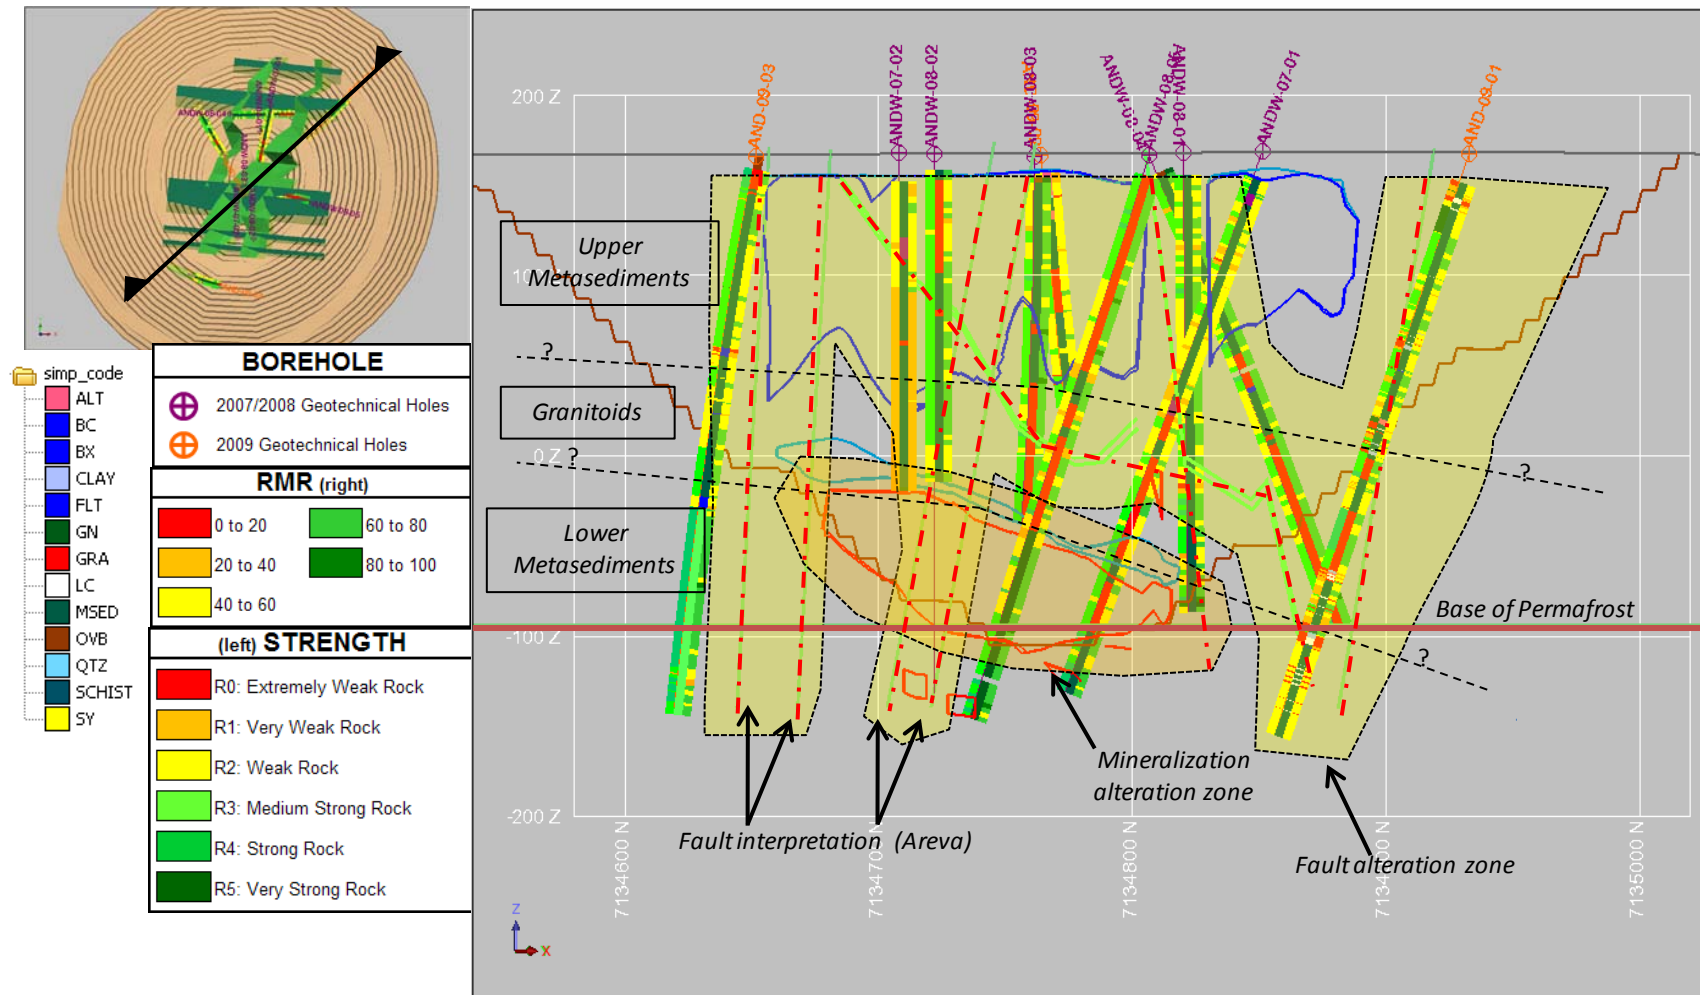 simp_code
ALT
BC
BX
CLAY
FLT
GN
GRA
LC
MSED
OVB
QTZ
SCHIST
SY
BOREHOLE
2007/2008 Geotechnical Holes
2009 Geotechnical Holes
RMR (right)
0 to 20
60 to 80
20 to 40
80 to 100
40 to 60
(left) STRENGTH
R0: Extremely Weak Rock
R1: Very Weak Rock
R2: Weak Rock
R3: Medium Strong Rock
R4: Strong Rock
R5: Very Strong Rock
AND-09-03
ANDW-07-02
ANDW-08-02
ANDW-08-03
ANDW-08-01
ANDW-07-01
AND-09-01
200 Z
0 Z
-100 Z
-200 Z
Upper
Metasediments
?
Granitoids
?
Lower
Metasediments
?
Base of Permafrost
?
Mineralization
alteration zone
Fault interpretation (Areva)
Fault alteration zone
7134600 N
7134700 N
7134800 N
7135000 N
Z
X